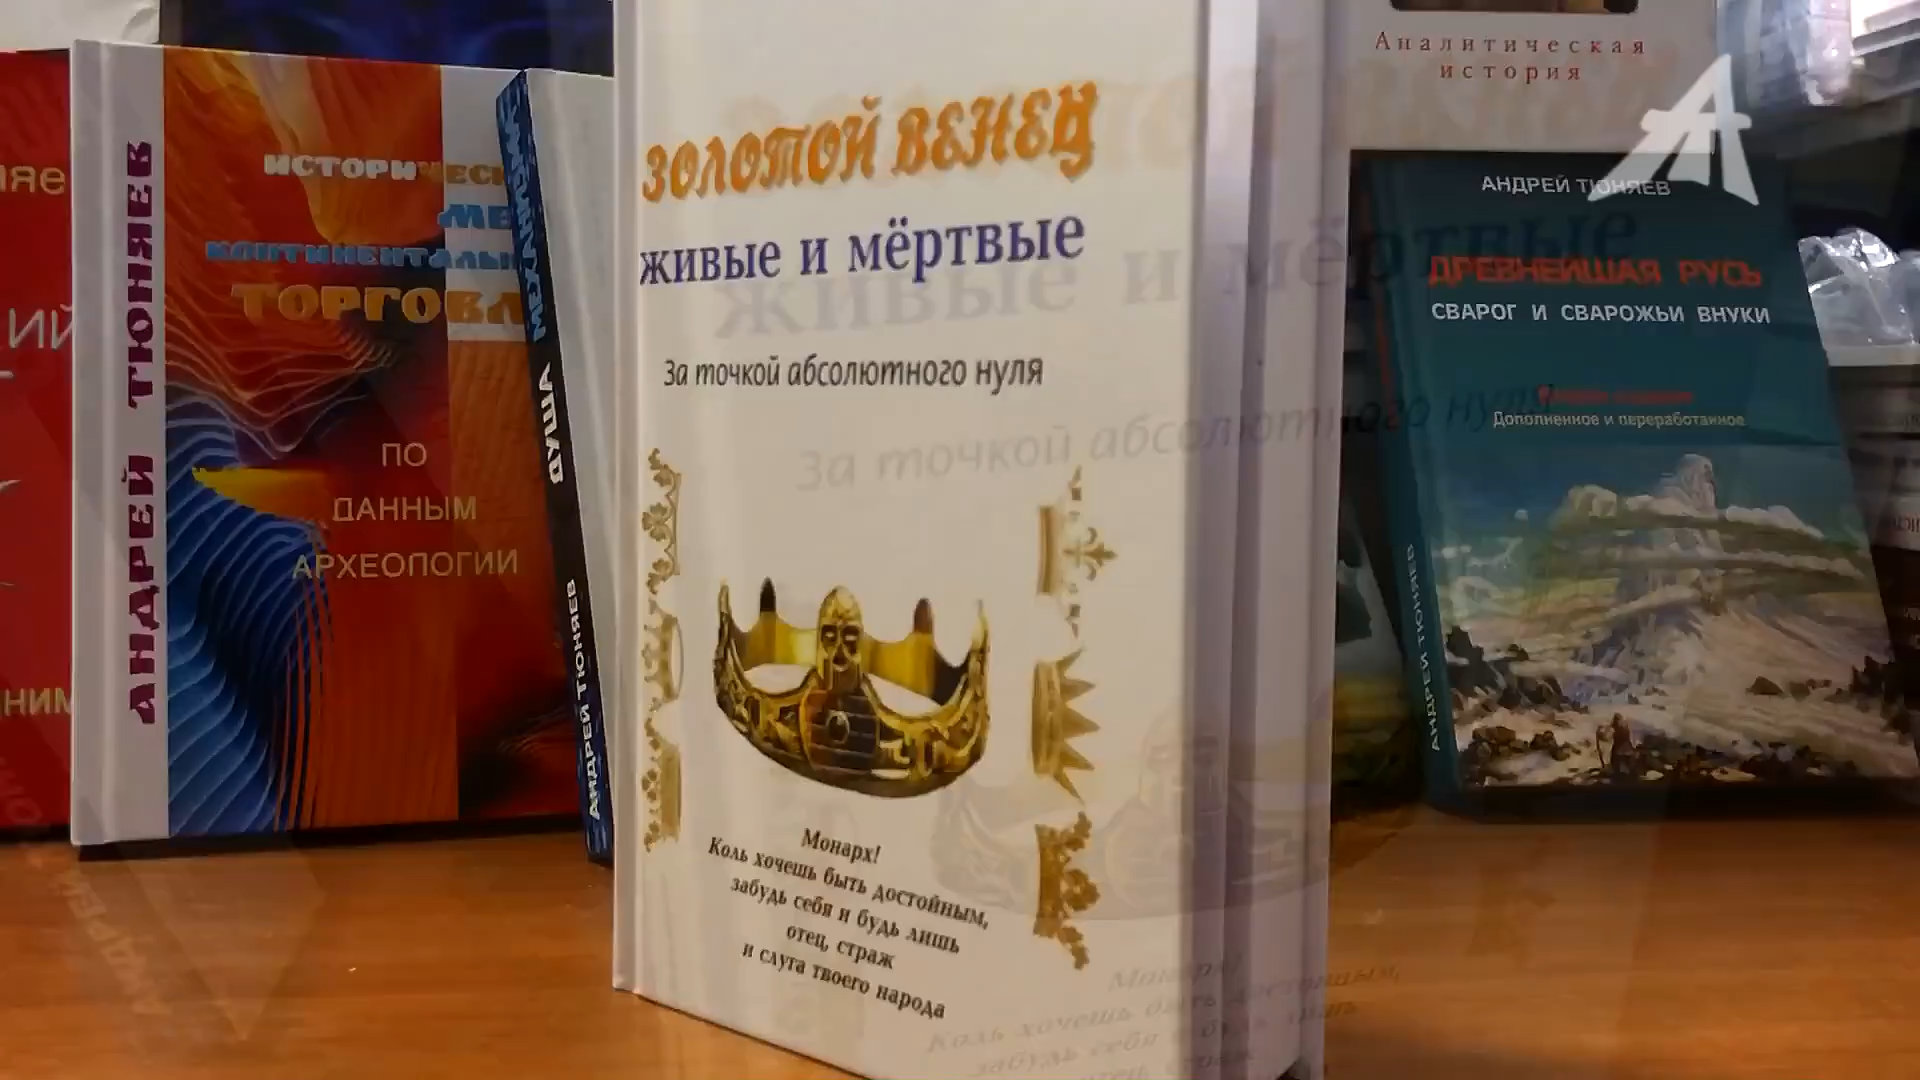 АНДРЕЙ ТЮНЯЕВ
ТОРГОВЛ
ПО
ДАННЫМ
АРХЕОЛОГИИ
ДУША
АНДРЕЙ ТЮНЯЕВ
ЗОЛОТОЙ ВЕНЕЦ
живые и мёртвые
За точкой абсолютного нуля
Монарх!
Коль хочешь быть достойным,
забудь себя и будь лишь
отец, страж
и слуга твоего народа
Аналитическая
история
АНДРЕЙ ТЮНЯЕВ
ДРЕВНЕЙШАЯ РУСЬ
СВАРОГ И СВАРОЖЬИ ВНУКИ
Дополненное и переработанное
АНДРЕЙ ТЮНЯЕВ